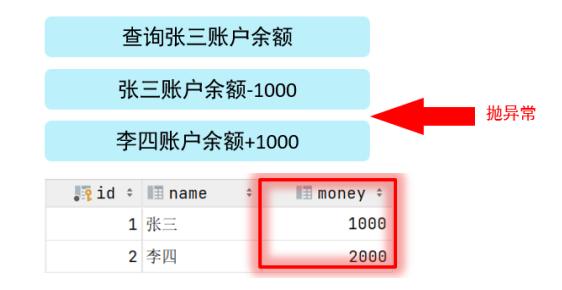 查询张三账户余额
张三账户余额-1000
抛异常
李四账户余额+1000
id name money
1 张三 1000
2 李四 2000